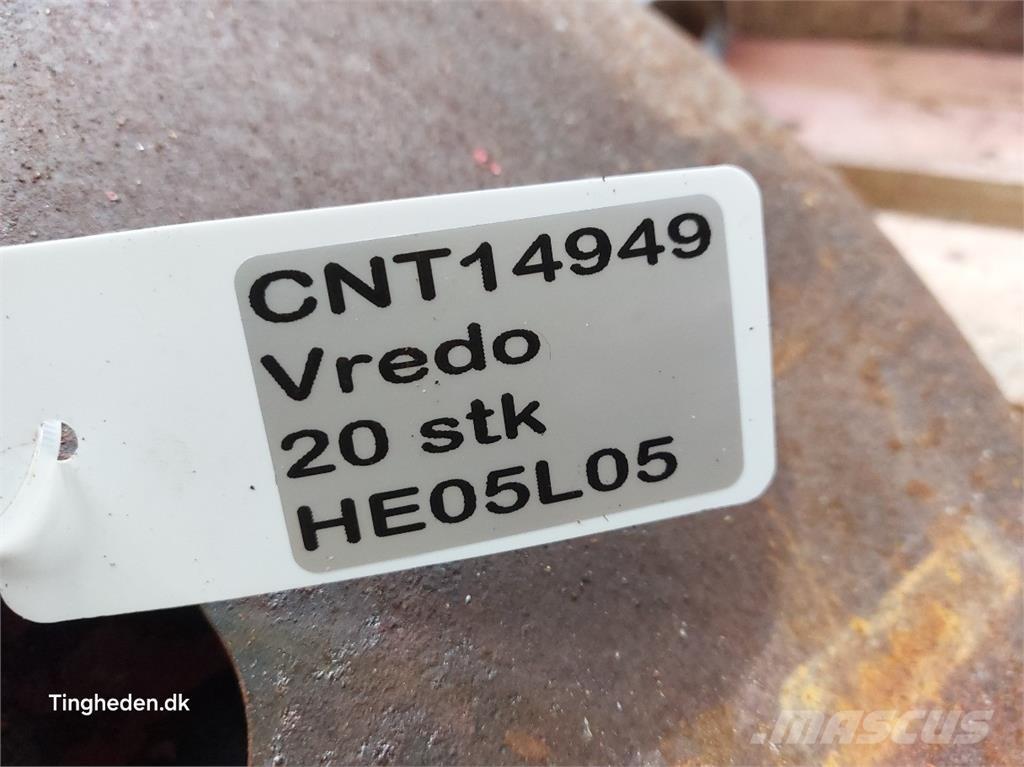 CNT14949
Vredo
20 stk
HE05L05
Tingheden.dk
MASCUS